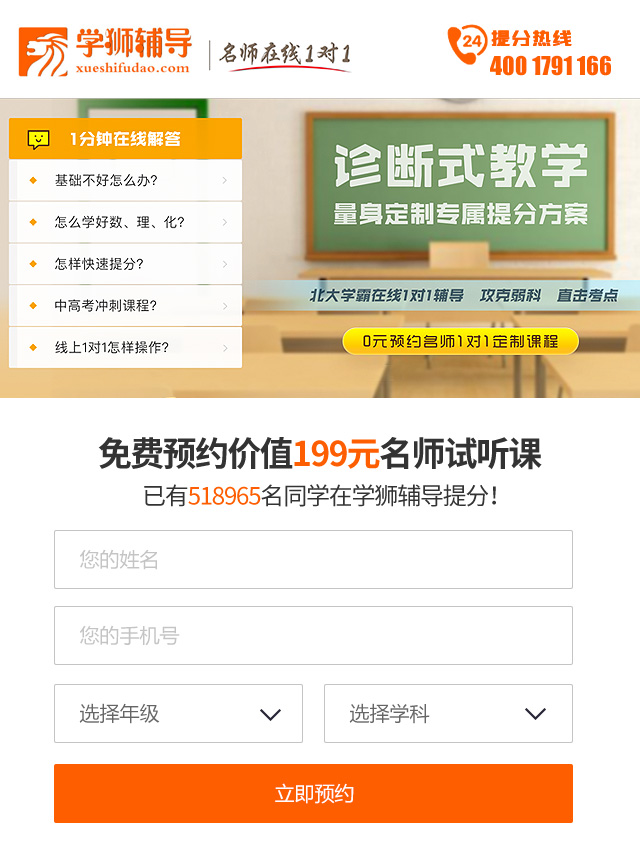 学狮辅导
xueshifudao.com
名师在线1对1
24
提分热线
400 1791 166
1分钟在线解答
基础不好怎么办?
怎么学好数、理、化?
怎样快速提分?
中高考冲刺课程?
线上1对1怎样操作?
诊断式教学
量身定制专属提分方案
北大学霸在线1对1辅导 攻克弱科 直击考点
0元预约名师1对1定制课程
免费预约价值199元名师试听课
已有518965名同学在学狮辅导提分!
您的姓名
您的手机号
选择年级
选择学科
立即预约